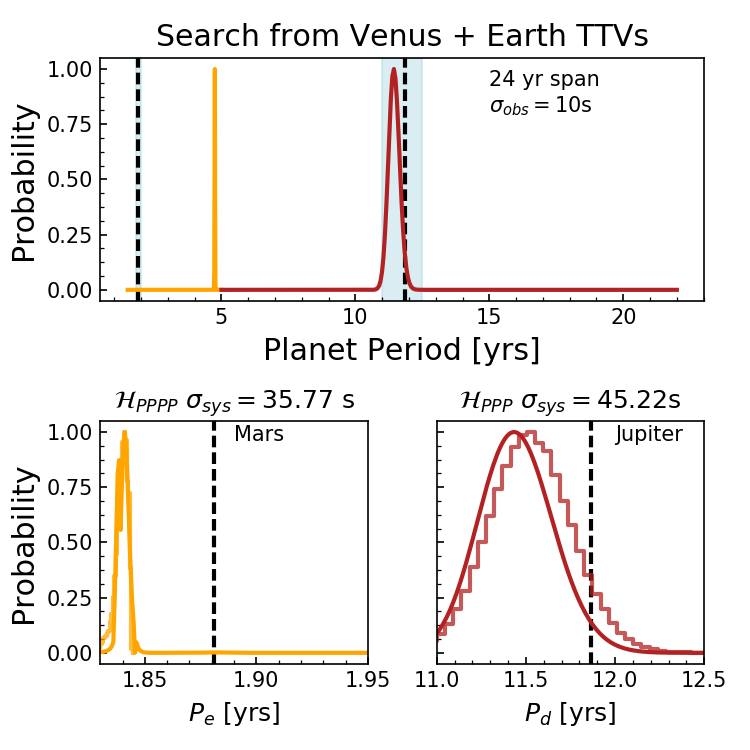 Search from Venus + Earth TTVs
1.00
0.75
0.50
0.25
0.00
Probability
24 yr span
σ_obs = 10s
5 10 15 20
Planet Period [yrs]
ℋ_PPPP σ_sys = 35.77 s
1.00
0.75
0.50
0.25
0.00
Probability
Mars
1.85 1.90 1.95
P_e [yrs]
ℋ_PPP σ_sys = 45.22s
Jupiter
11.0 11.5 12.0 12.5
P_d [yrs]